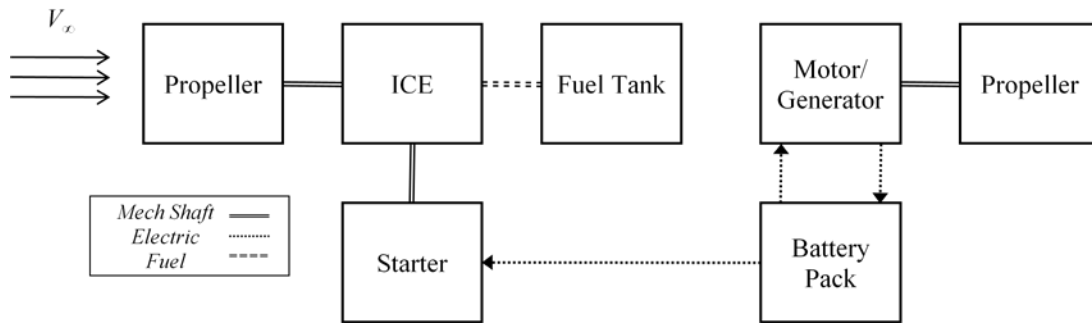 V∞
Propeller
ICE
Fuel Tank
Motor/
Generator
Propeller
Mech Shaft
Electric
Fuel
Starter
Battery
Pack